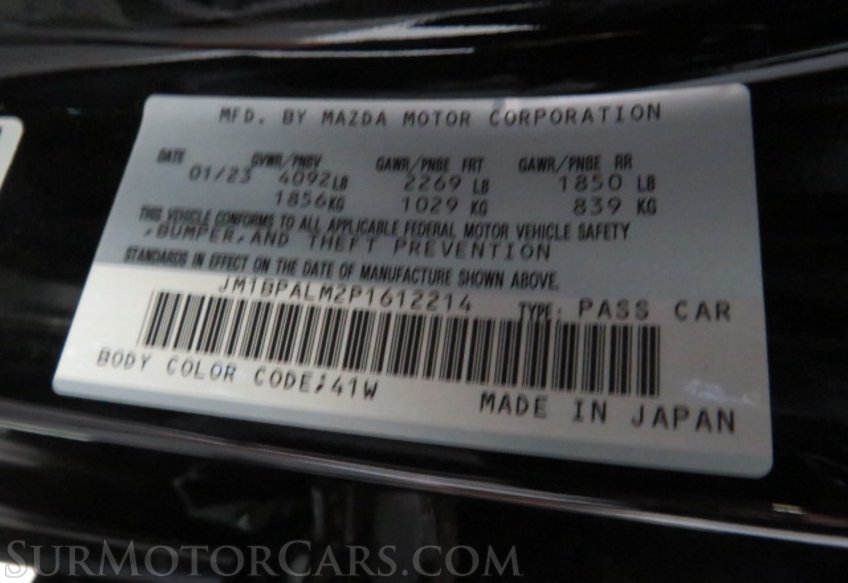 MFD. BY MAZDA MOTOR CORPORATION
DATE GVWR/PNBV GAWR/PNBE FRT GAWR/PNBE RR
01/23 4092LB 2269 LB 1850 LB
1856KG 1029 KG 839 KG
THIS VEHICLE CONFORMS TO ALL APPLICABLE FEDERAL MOTOR VEHICLE SAFETY
,BUMPER,AND THEFT PREVENTION
STANDARDS IN EFFECT ON THE DATE OF MANUFACTURE SHOWN ABOVE.
JM1BPALM2P1612214 TYPE: PASS CAR
BODY COLOR CODE;41W
MADE IN JAPAN
SurMotorCars.com